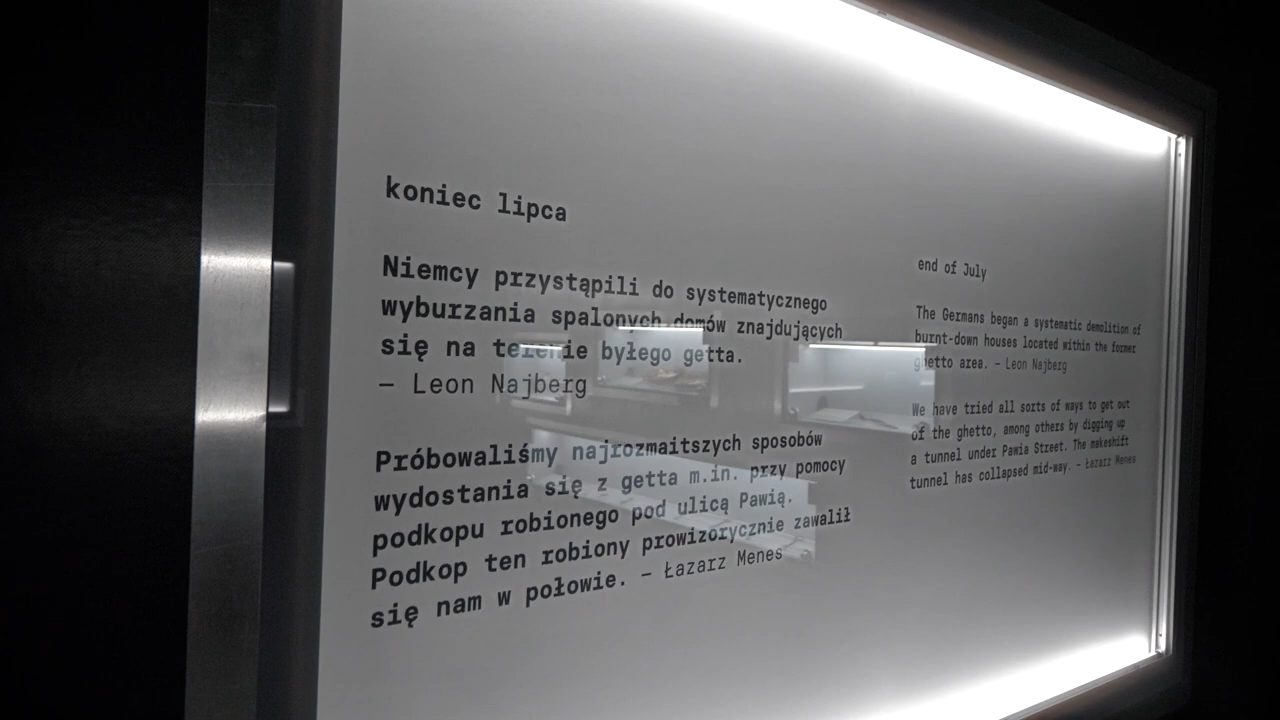 koniec lipca
Niemcy przystąpili do systematycznego
wyburzania spalonych domów znajdujących
się na terenie byłego getta.
– Leon Najberg
Próbowaliśmy najrozmaitszych sposobów
wydostania się z getta m.in. przy pomocy
podkopu robionego pod ulicą Pawią.
Podkop ten robiony prowizorycznie zawalił
się nam w połowie. – Łazarz Menes
end of July
The Germans began a systematic demolition of
burnt-down houses located within the former
ghetto area. – Leon Najberg
We have tried all sorts of ways to get out
of the ghetto, among others by digging up
a tunnel under Pawia Street. The makeshift
tunnel has collapsed mid-way. – Łazarz Menes